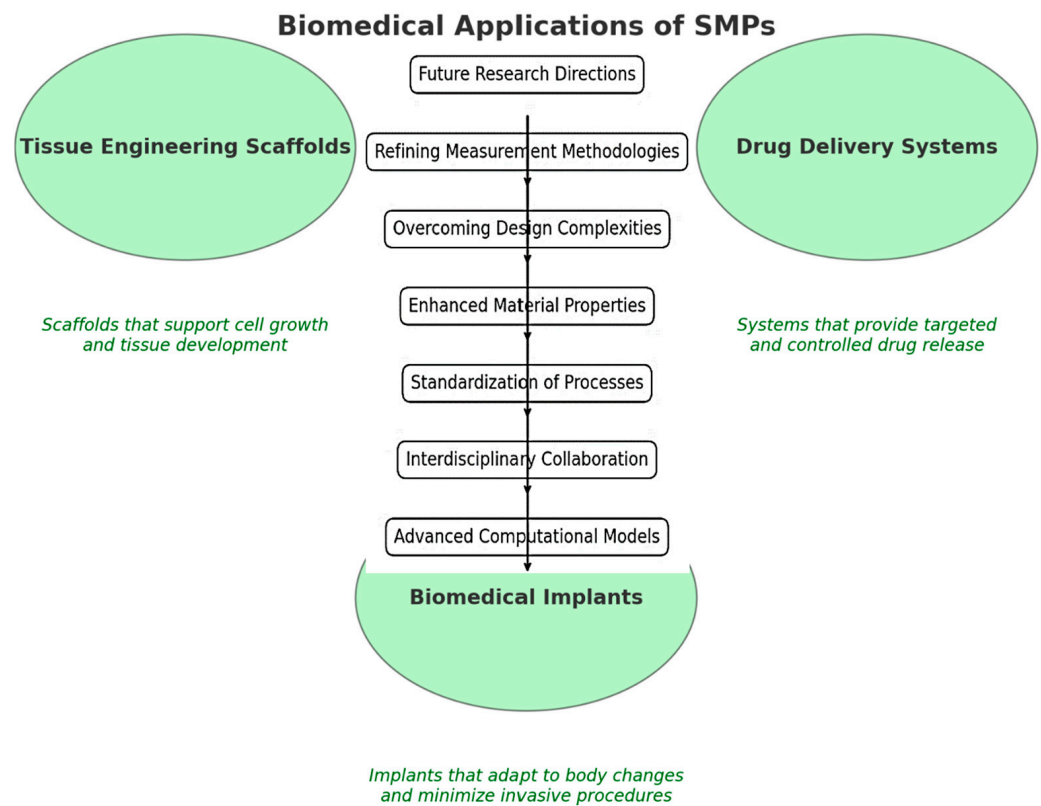 Biomedical Applications of SMPs
Future Research Directions
Tissue Engineering Scaffolds
Refining Measurement Methodologies
Drug Delivery Systems
Overcoming Design Complexities
Enhanced Material Properties
Scaffolds that support cell growth
and tissue development
Systems that provide targeted
and controlled drug release
Standardization of Processes
Interdisciplinary Collaboration
Advanced Computational Models
Biomedical Implants
Implants that adapt to body changes
and minimize invasive procedures